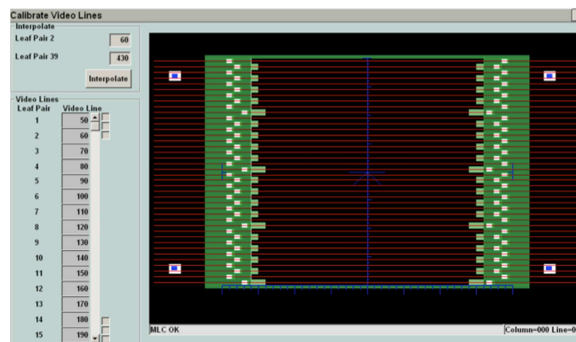 Calibrate Video Lines
Interpolate
Leaf Pair 2 60
Leaf Pair 39 430
Interpolate
Video Lines
Leaf Pair Video Line
1 50
2 60
3 70
4 80
5 90
6 100
7 110
8 120
9 130
10 140
11 150
12 160
13 170
14 180
15 190
MLC OK Column=000 Line=0